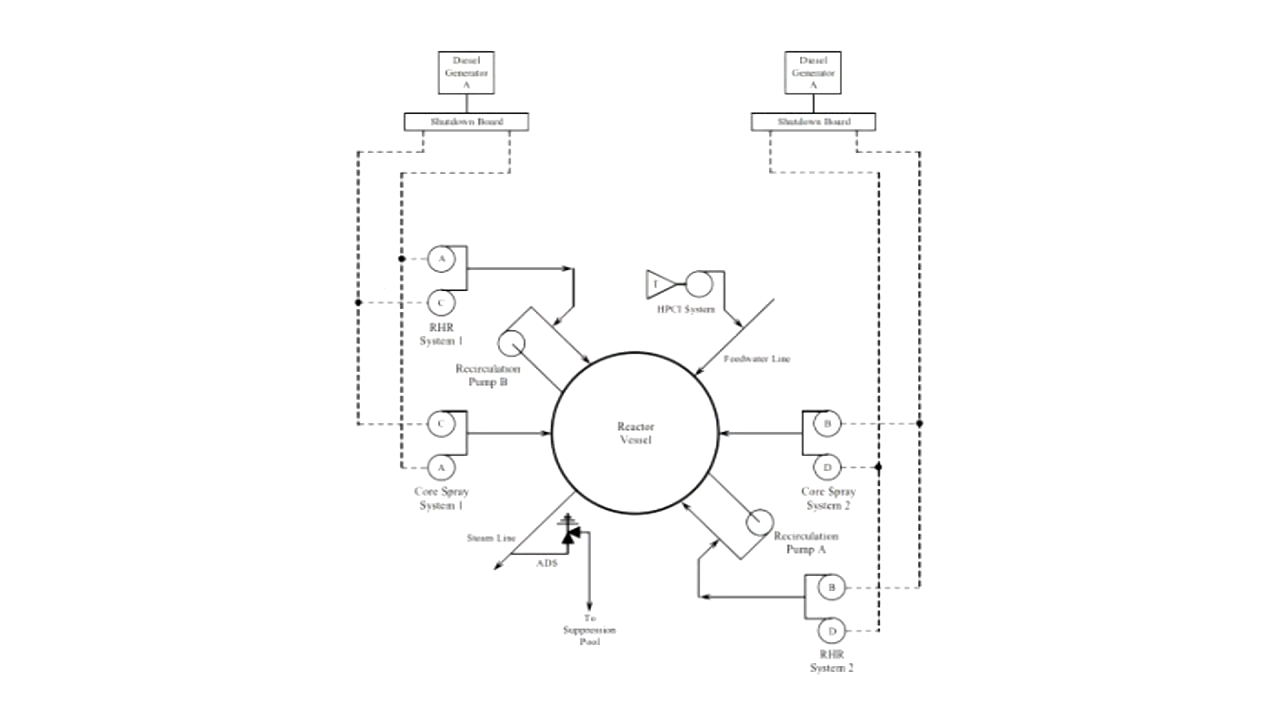 Diesel
Generator
A
Shutdown Board
Diesel
Generator
A
Shutdown Board
A
C
RHR
System 1
I
HPCI System
Feedwater Line
Recirculation
Pump B
Reactor
Vessel
C
A
Core Spray
System 1
B
D
Core Spray
System 2
Steam Line
ADS
To
Suppression
Pool
Recirculation
Pump A
B
D
RHR
System 2